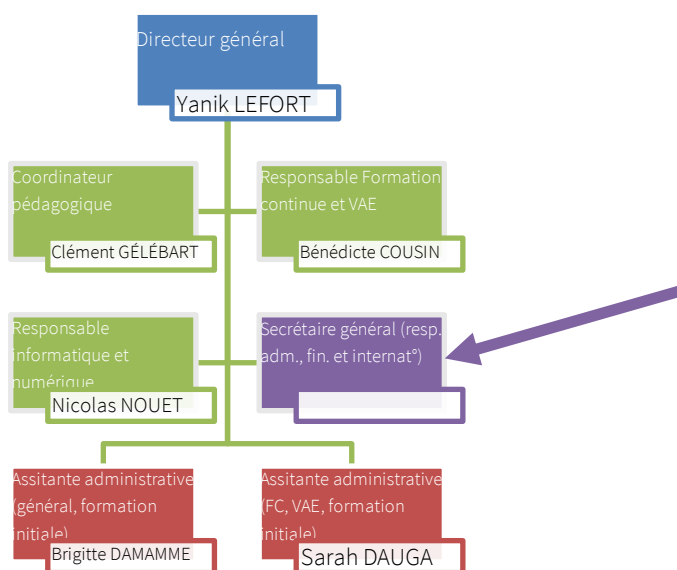 Directeur général
Yanik LEFORT
Coordinateur
pédagogique
Clément GÉLÉBART
Responsable Formation
continue et VAE
Bénédicte COUSIN
Responsable
informatique et
numérique
Nicolas NOUET
Secrétaire général (resp.
adm., fin. et internat°)
Assitante administrative
(général, formation
initiale)
Brigitte DAMAMME
Assitante administrative
(FC, VAE, formation
initiale)
Sarah DAUGA